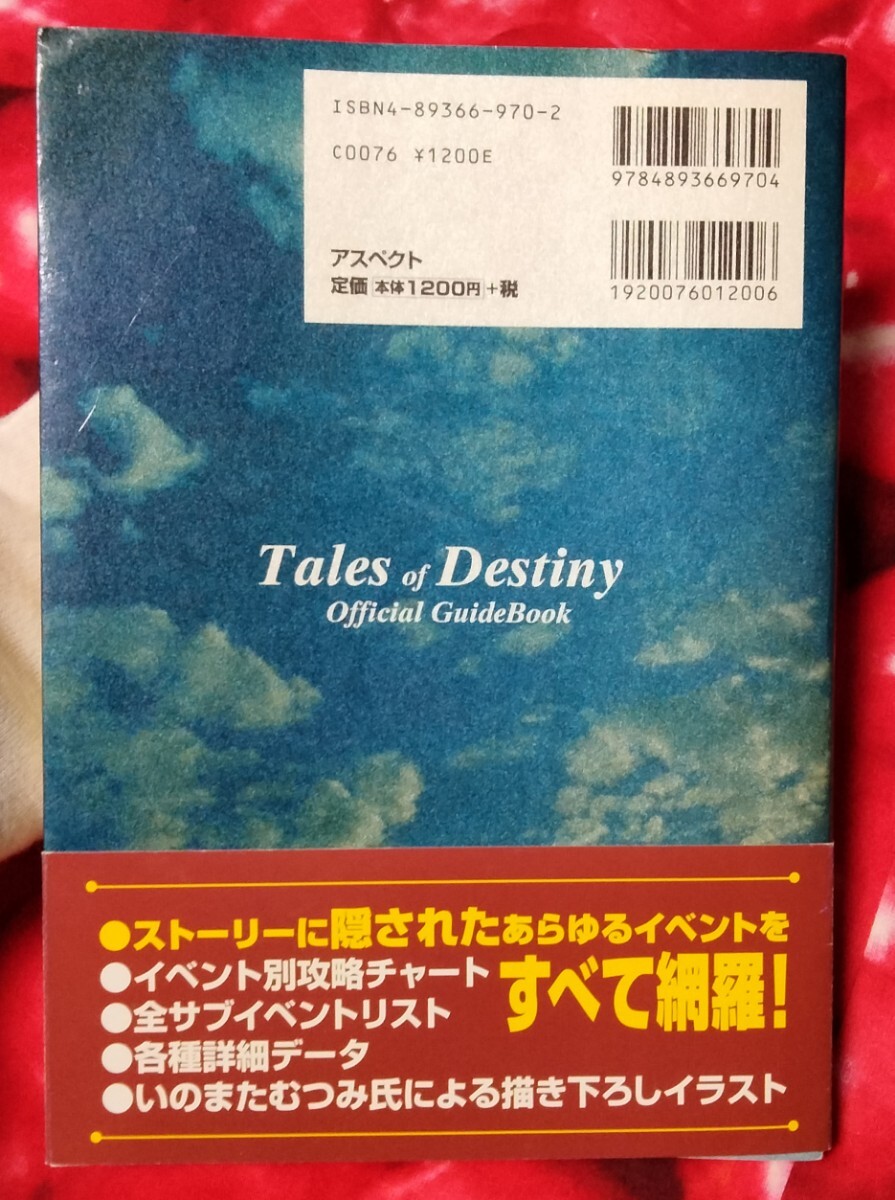 ISBN4-89366-970-2
C0076 ¥1200E
9784893669704
アスペクト
定価 本体1200円 +税
1920076012006
Tales of Destiny
Official GuideBook
●ストーリーに隠されたあらゆるイベントを
すべて網羅!
●イベント別攻略チャート
●全サブイベントリスト
●各種詳細データ
●いのまたむつみ氏による描き下ろしイラスト